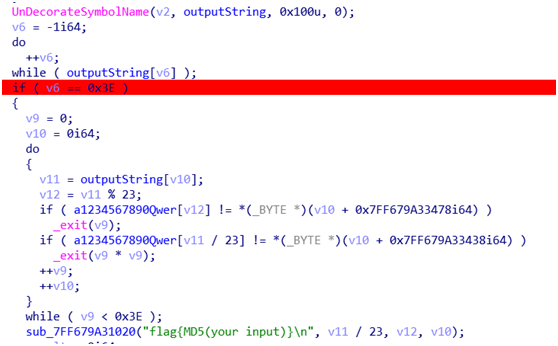 UnDecorateSymbolName(v2, outputString, 0x100u, 0);
v6 = -1i64;
do
++v6;
while ( outputString[v6] );
if ( v6 == 0x3E )
{
v9 = 0;
v10 = 0i64;
do
{
v11 = outputString[v10];
v12 = v11 % 23;
if ( a1234567890Qwer[v12] != *(_BYTE *)(v10 + 0x7FF679A33478i64) )
_exit(v9);
if ( a1234567890Qwer[v11 / 23] != *(_BYTE *)(v10 + 0x7FF679A33438i64) )
_exit(v9 * v9);
++v9;
++v10;
}
while ( v9 < 0x3E );
sub_7FF679A31020("flag{MD5(your input)}\n", v11 / 23, v12, v10);